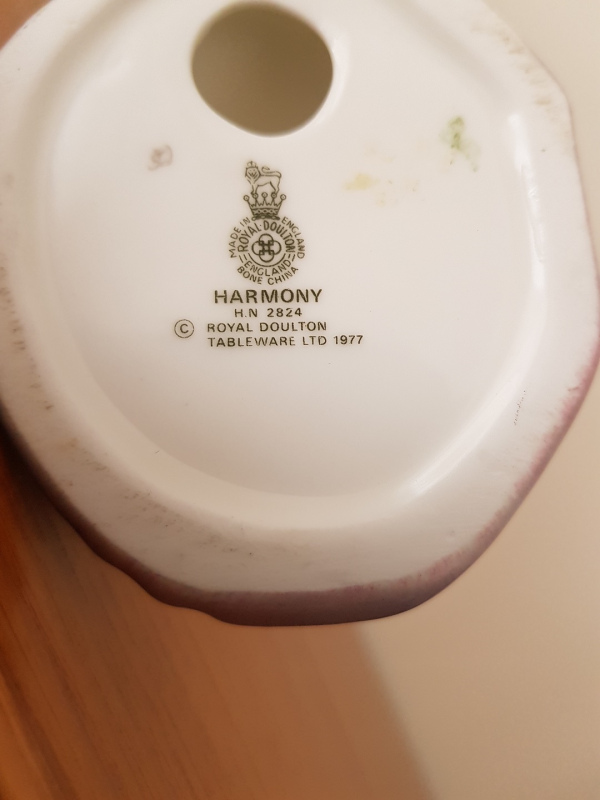 MADE IN ENGLAND
ROYAL·DOULTON
ENGLAND
BONE CHINA
HARMONY
H.N 2824
© ROYAL DOULTON
TABLEWARE LTD 1977